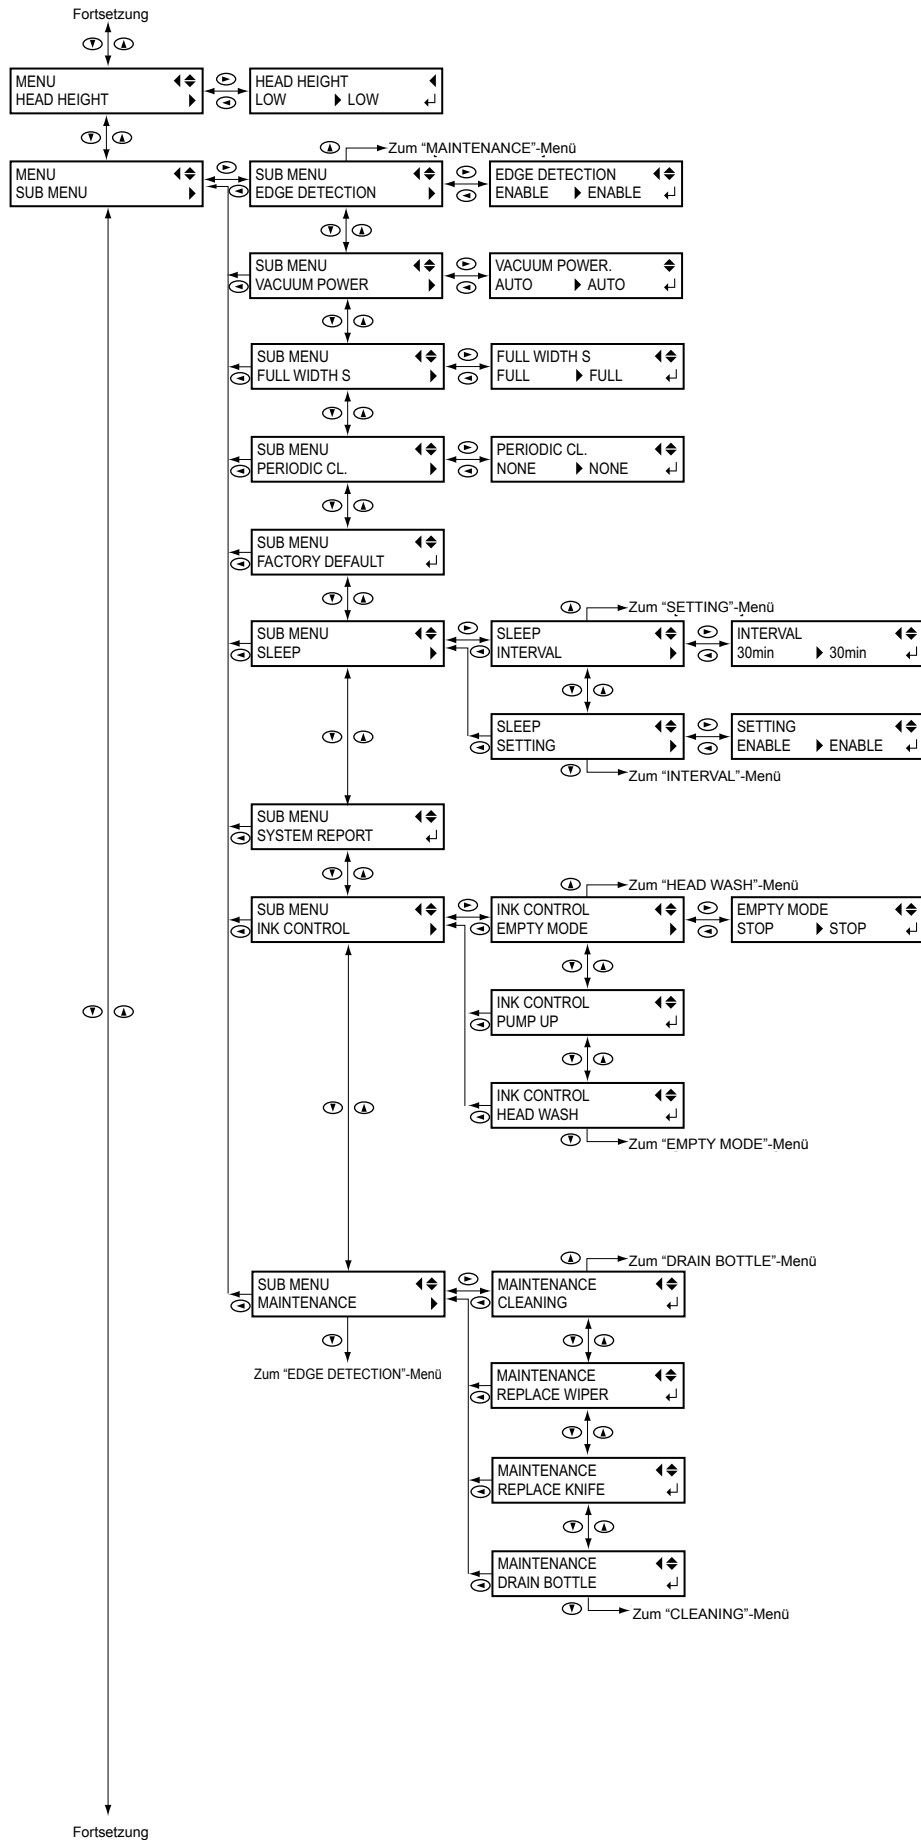 Fortsetzung
MENU
HEAD HEIGHT
HEAD HEIGHT
LOW LOW
Zum "MAINTENANCE"-Menü
MENU
SUB MENU
SUB MENU
EDGE DETECTION
EDGE DETECTION
ENABLE ENABLE
SUB MENU
VACUUM POWER
VACUUM POWER.
AUTO AUTO
SUB MENU
FULL WIDTH S
FULL WIDTH S
FULL FULL
SUB MENU
PERIODIC CL.
PERIODIC CL.
NONE NONE
SUB MENU
FACTORY DEFAULT
Zum "SETTING"-Menü
SUB MENU
SLEEP
SLEEP
INTERVAL
INTERVAL
30min 30min
SLEEP
SETTING
SETTING
ENABLE ENABLE
Zum "INTERVAL"-Menü
SUB MENU
SYSTEM REPORT
Zum "HEAD WASH"-Menü
SUB MENU
INK CONTROL
INK CONTROL
EMPTY MODE
EMPTY MODE
STOP STOP
INK CONTROL
PUMP UP
INK CONTROL
HEAD WASH
Zum "EMPTY MODE"-Menü
Zum "DRAIN BOTTLE"-Menü
SUB MENU
MAINTENANCE
MAINTENANCE
CLEANING
Zum "EDGE DETECTION"-Menü
MAINTENANCE
REPLACE WIPER
MAINTENANCE
REPLACE KNIFE
MAINTENANCE
DRAIN BOTTLE
Zum "CLEANING"-Menü
Fortsetzung